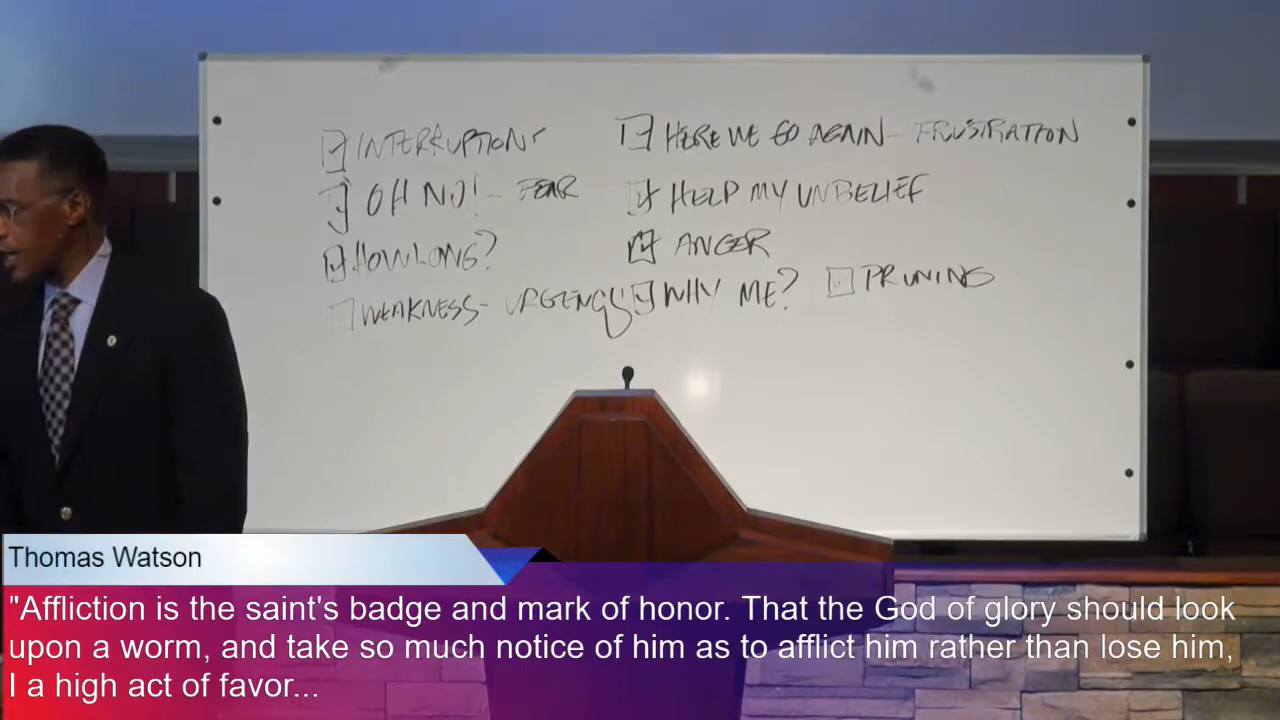 INTERRUPTIONS
OH NO! - FEAR
HOW LONG?
WEAKNESS - URGENCY
HERE WE GO AGAIN - FRUSTRATION
HELP MY UNBELIEF
ANGER
WHY ME?
PRUNING
Thomas Watson
"Affliction is the saint's badge and mark of honor. That the God of glory should look
upon a worm, and take so much notice of him as to afflict him rather than lose him,
I a high act of favor...